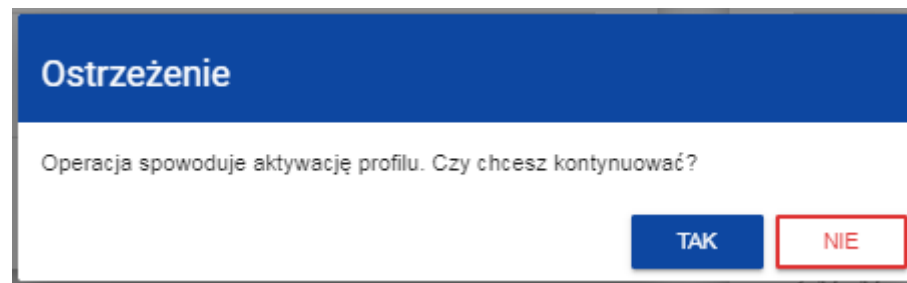 Ostrzeżenie
Operacja spowoduje aktywację profilu. Czy chcesz kontynuować?
TAK NIE